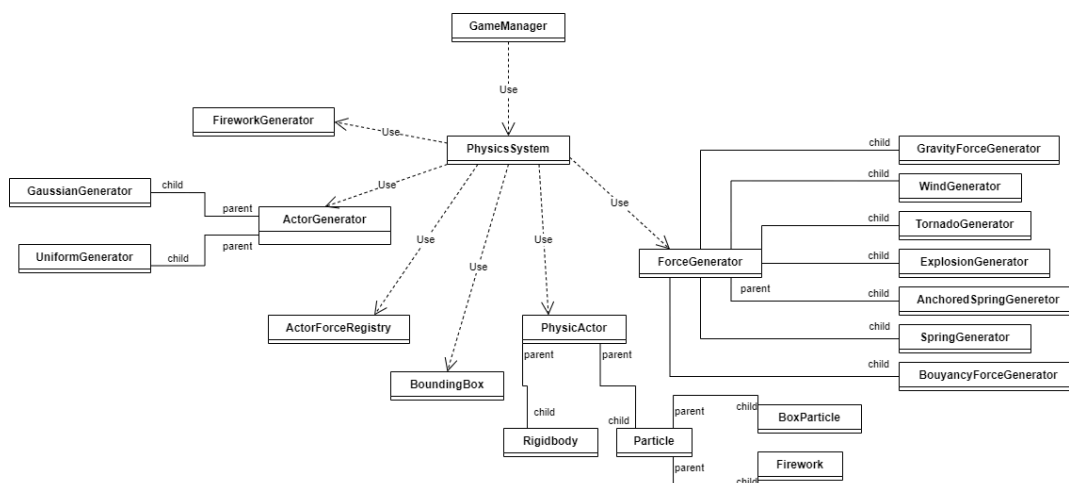 GameManager
Use
FireworkGenerator
Use
PhysicsSystem
child
GravityForceGenerator
GaussianGenerator
child
Use
child
WindGenerator
parent
ActorGenerator
Use
child
TornadoGenerator
parent
UniformGenerator
child
Use
Use
Use
ForceGenerator
child
ExplosionGenerator
parent
child
AnchoredSpringGeneretor
ActorForceRegistry
PhysicActor
child
SpringGenerator
parent
parent
child
BouyancyForceGenerator
BoundingBox
child
child
parent
child
BoxParticle
Rigidbody
Particle
parent
Firework
child